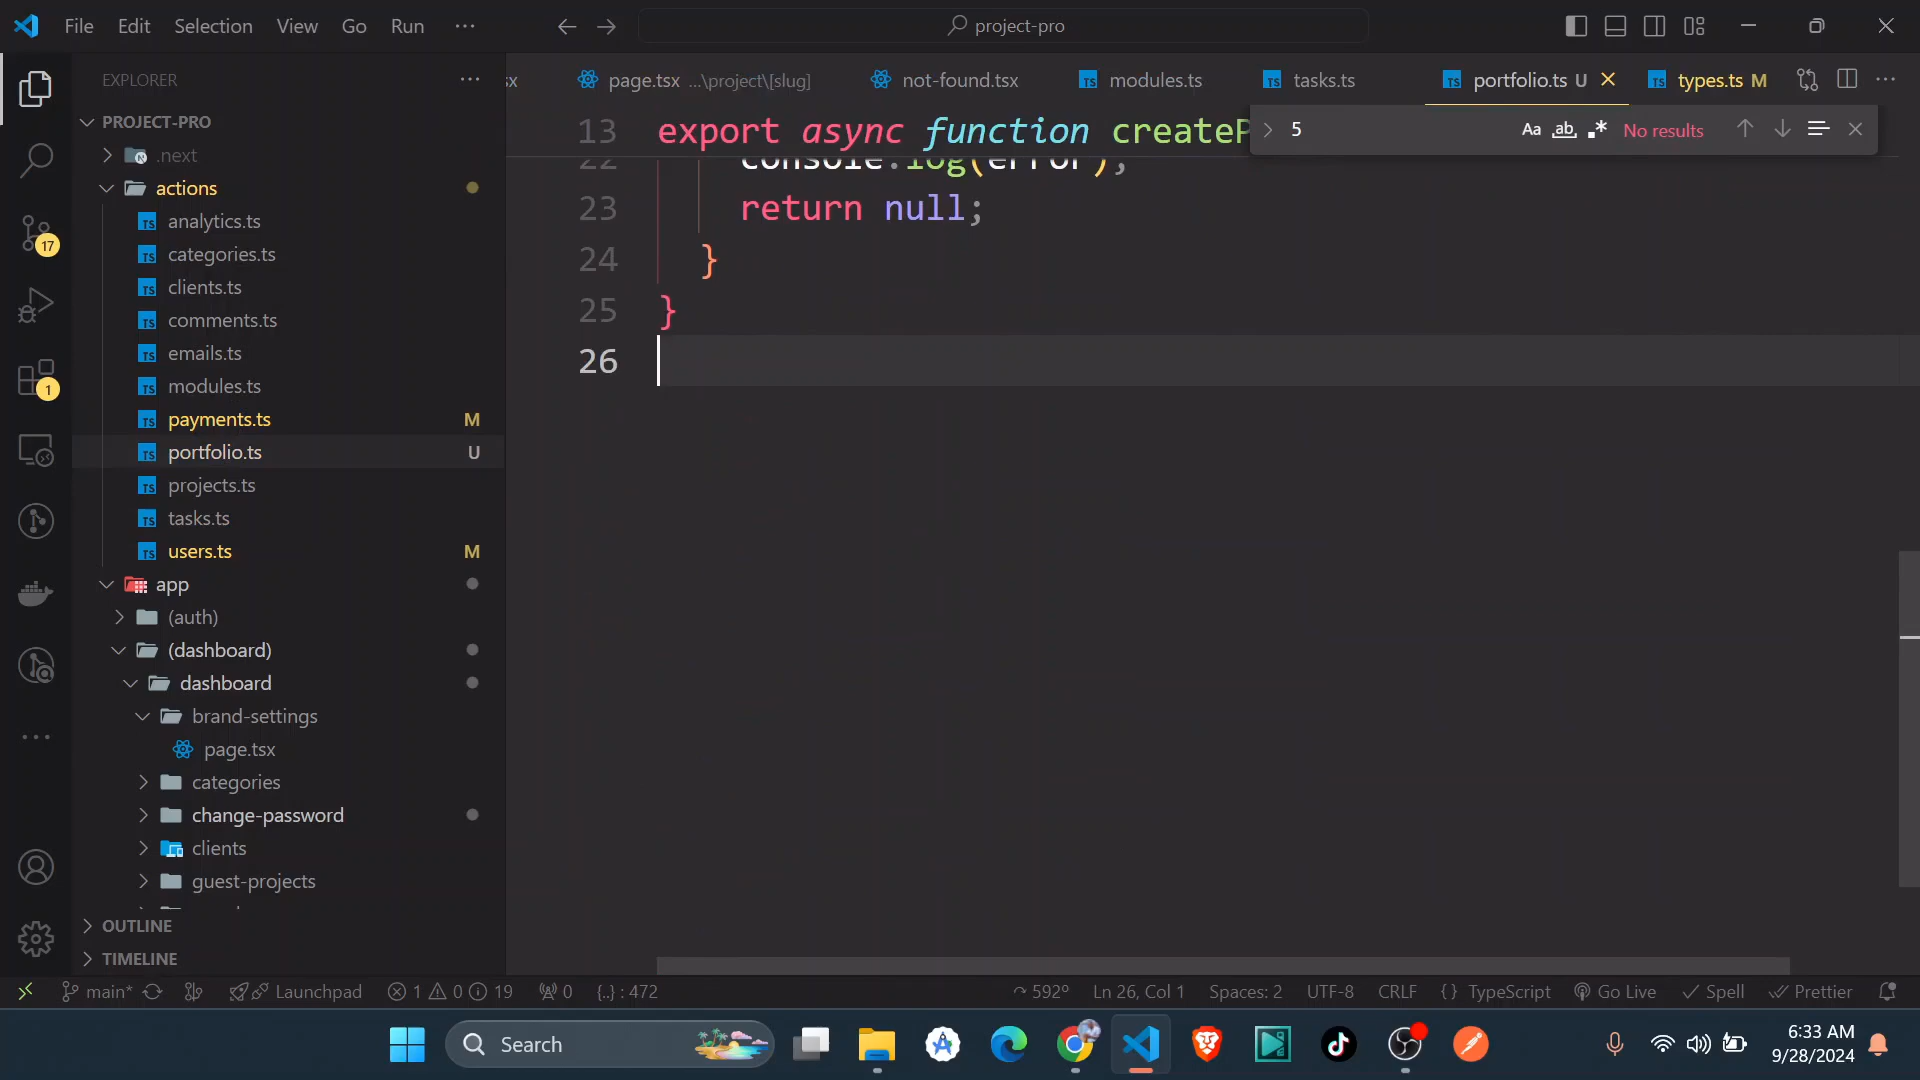 File Edit Selection View Go Run ...
project-pro
EXPLORER
PROJECT-PRO
.next
actions
analytics.ts
categories.ts
clients.ts
comments.ts
emails.ts
modules.ts
payments.ts M
portfolio.ts U
projects.ts
tasks.ts
users.ts M
app
(auth)
(dashboard)
dashboard
brand-settings
page.tsx
categories
change-password
clients
guest-projects
OUTLINE
TIMELINE
17
1
sx page.tsx ...\project\[slug] not-found.tsx modules.ts tasks.ts portfolio.ts U types.ts M
5 Aa ab No results
13 export async function createP
22 console.log(error);
23 return null;
24 }
25 }
26
main* Launchpad 1 0 19 0 {..} : 472 592º Ln 26, Col 1 Spaces: 2 UTF-8 CRLF {} TypeScript Go Live Spell Prettier
Search
6:33 AM
9/28/2024